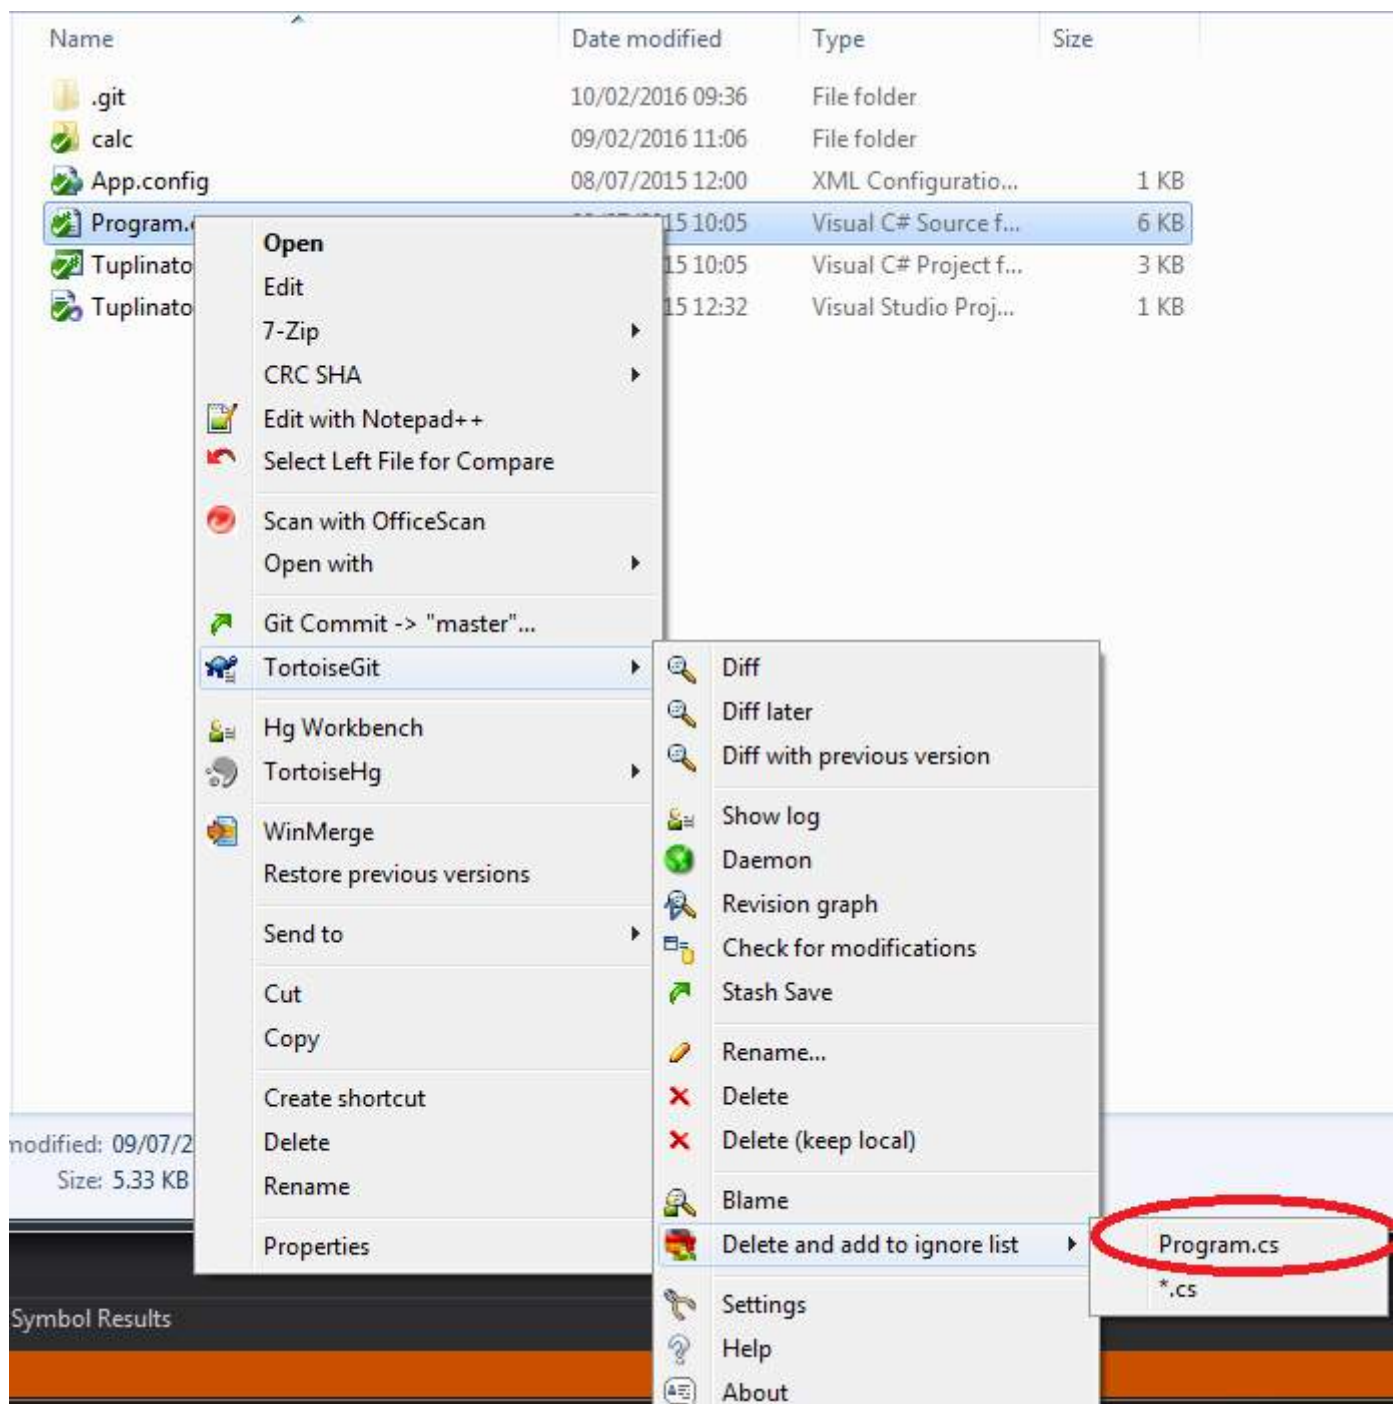 Name Date modified Type Size
.git 10/02/2016 09:36 File folder
calc 09/02/2016 11:06 File folder
App.config 08/07/2015 12:00 XML Configuratio... 1 KB
Program. 15 10:05 Visual C# Source f... 6 KB
Tuplinato 15 10:05 Visual C# Project f... 3 KB
Tuplinato 15 12:32 Visual Studio Proj... 1 KB
Open
Edit
7-Zip
CRC SHA
Edit with Notepad++
Select Left File for Compare
Scan with OfficeScan
Open with
Git Commit -> "master"...
TortoiseGit
Hg Workbench
TortoiseHg
WinMerge
Restore previous versions
Send to
Cut
Copy
Create shortcut
Delete
Rename
Properties
Diff
Diff later
Diff with previous version
Show log
Daemon
Revision graph
Check for modifications
Stash Save
Rename...
Delete
Delete (keep local)
Blame
Delete and add to ignore list
Settings
Help
About
Program.cs
*.cs
modified: 09/07/2
Size: 5.33 KB
Symbol Results